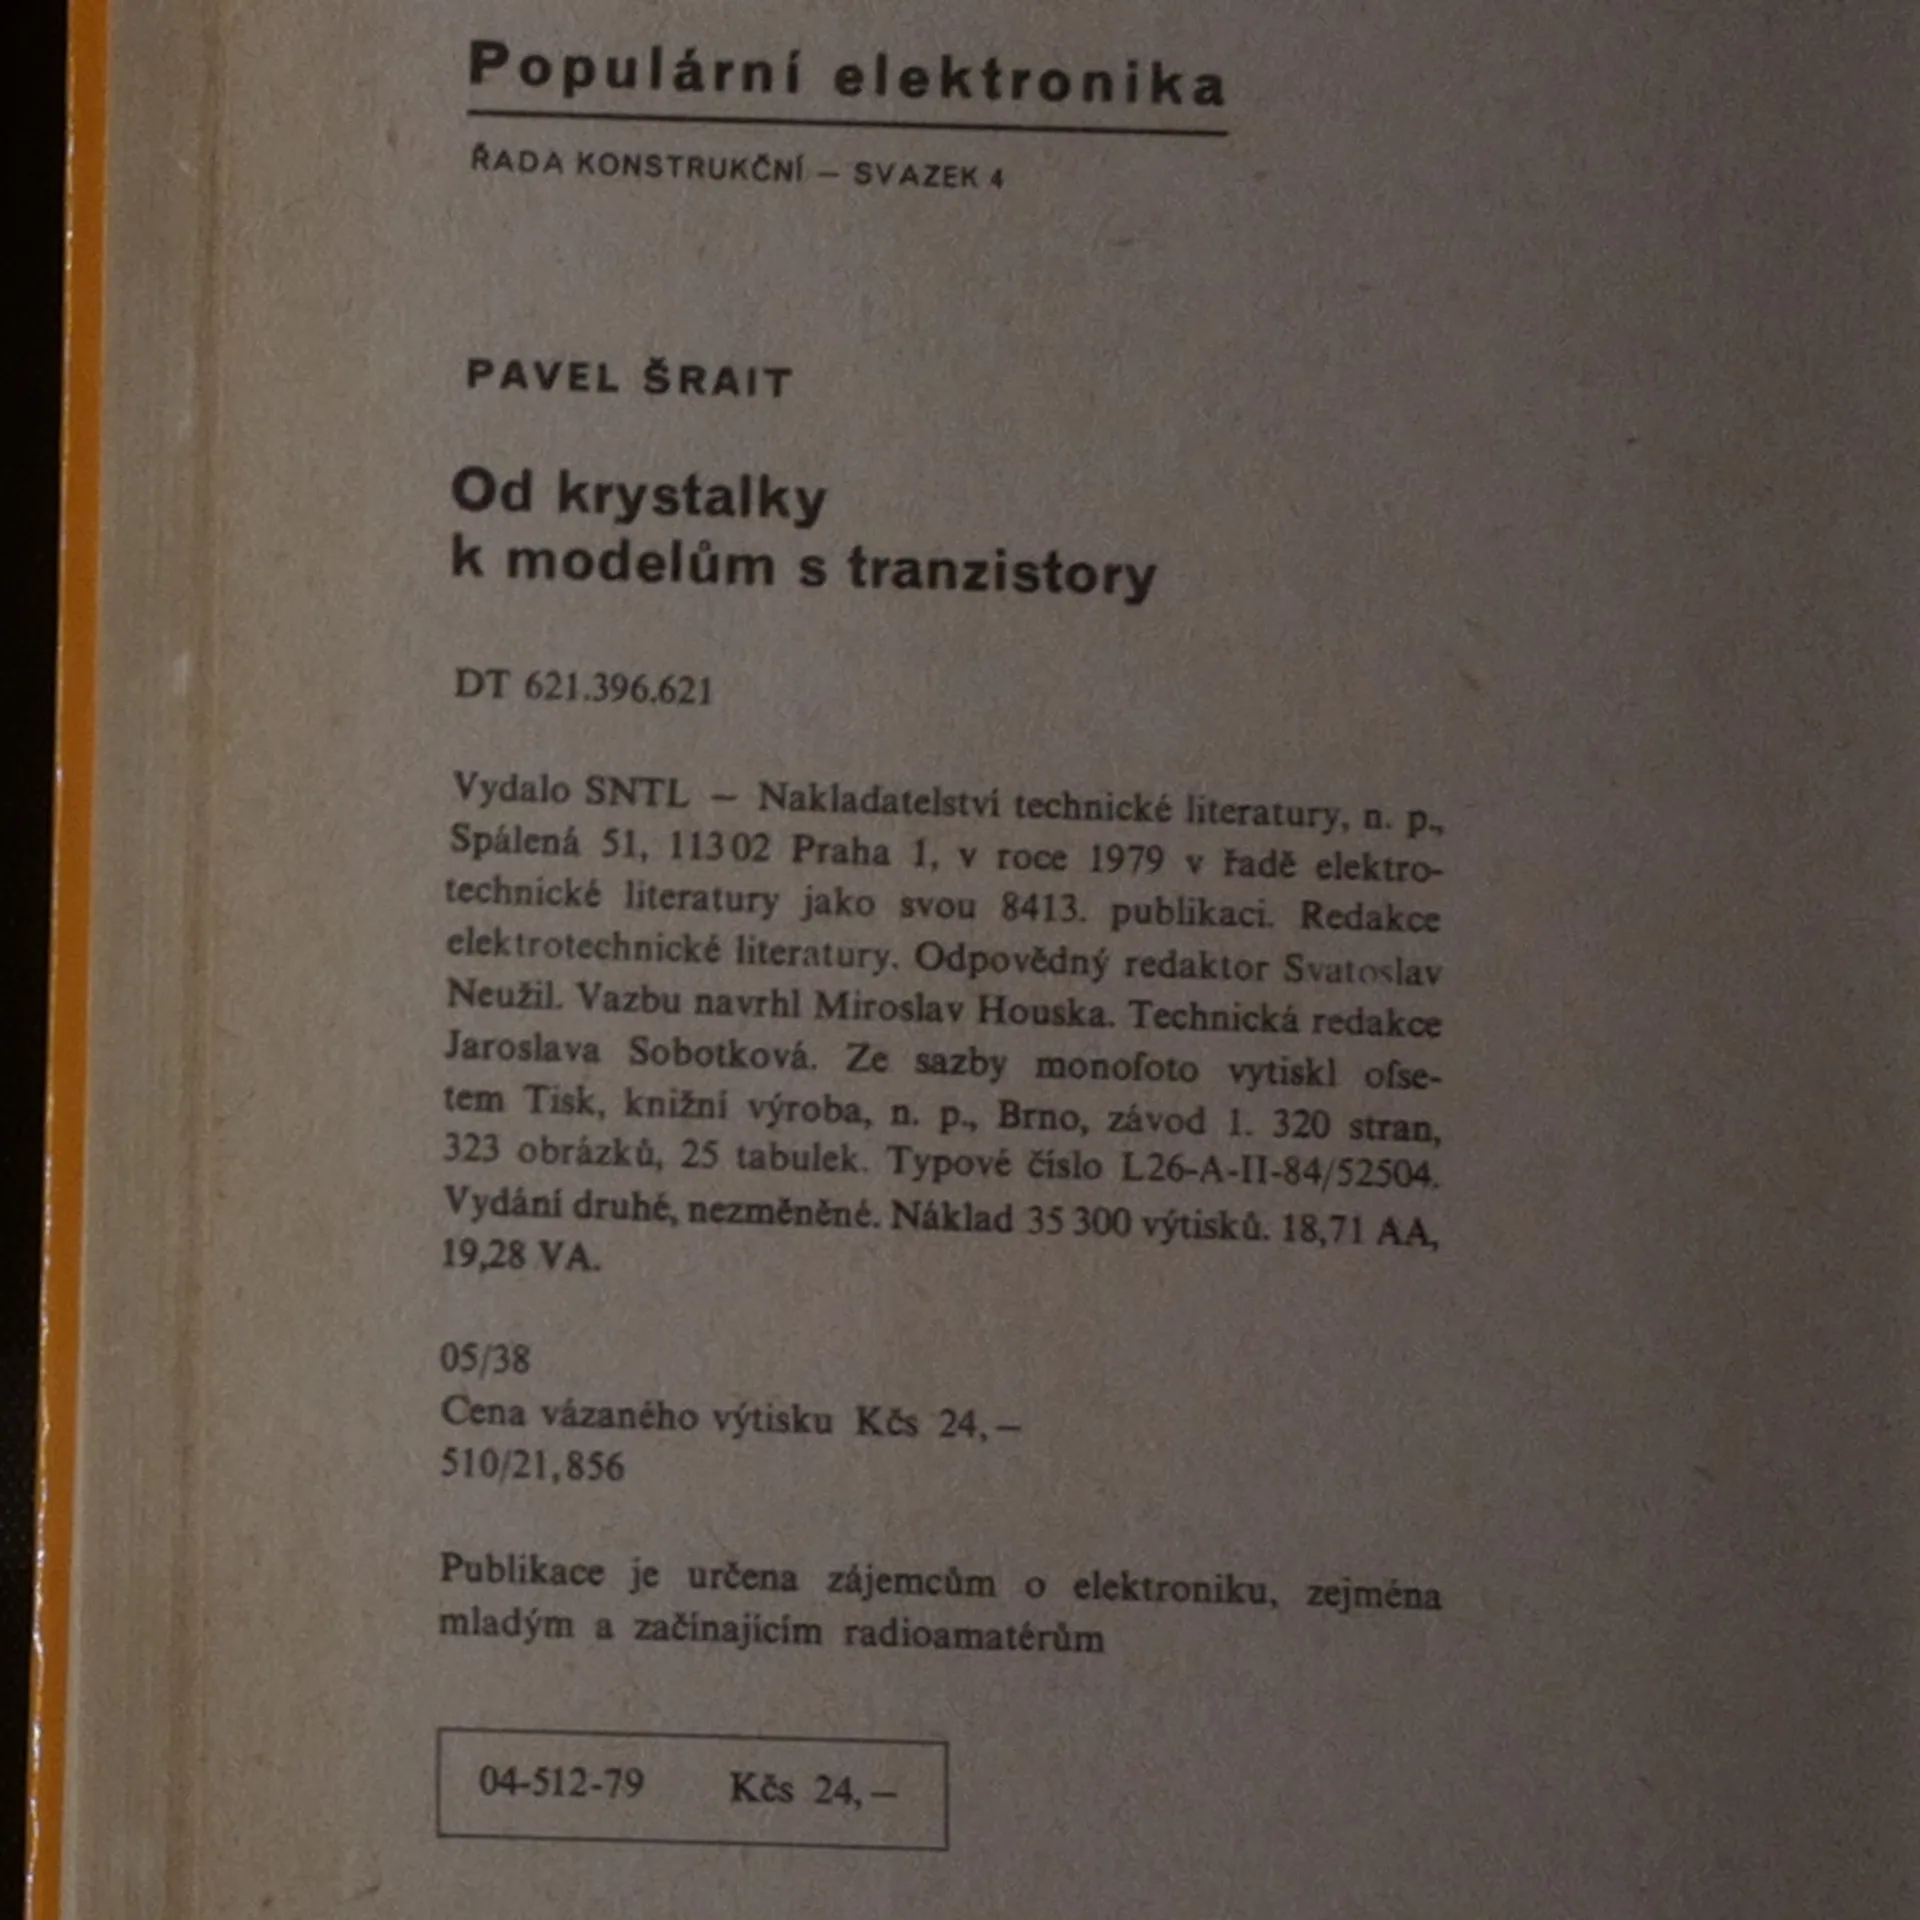 Populární elektronika
ŘADA KONSTRUKČNÍ – SVAZEK 4
PAVEL ŠRAIT
Od krystalky
k modelům s tranzistory
DT 621.396.621
Vydalo SNTL – Nakladatelství technické literatury, n. p.,
Spálená 51, 113 02 Praha 1, v roce 1979 v řadě elektro-
technické literatury jako svou 8413. publikaci. Redakce
elektrotechnické literatury. Odpovědný redaktor Svatoslav
Neužil. Vazbu navrhl Miroslav Houska. Technická redakce
Jaroslava Sobotková. Ze sazby monofoto vytiskl ofse-
tem Tisk, knižní výroba, n. p., Brno, závod 1. 320 stran,
323 obrázků, 25 tabulek. Typové číslo L26-A-II-84/52504.
Vydání druhé, nezměněné. Náklad 35 300 výtisků. 18,71 AA,
19,28 VA.
05/38
Cena vázaného výtisku Kčs 24,–
510/21,856
Publikace je určena zájemcům o elektroniku, zejména
mladým a začínajícím radioamatérům
04-512-79 Kčs 24,–